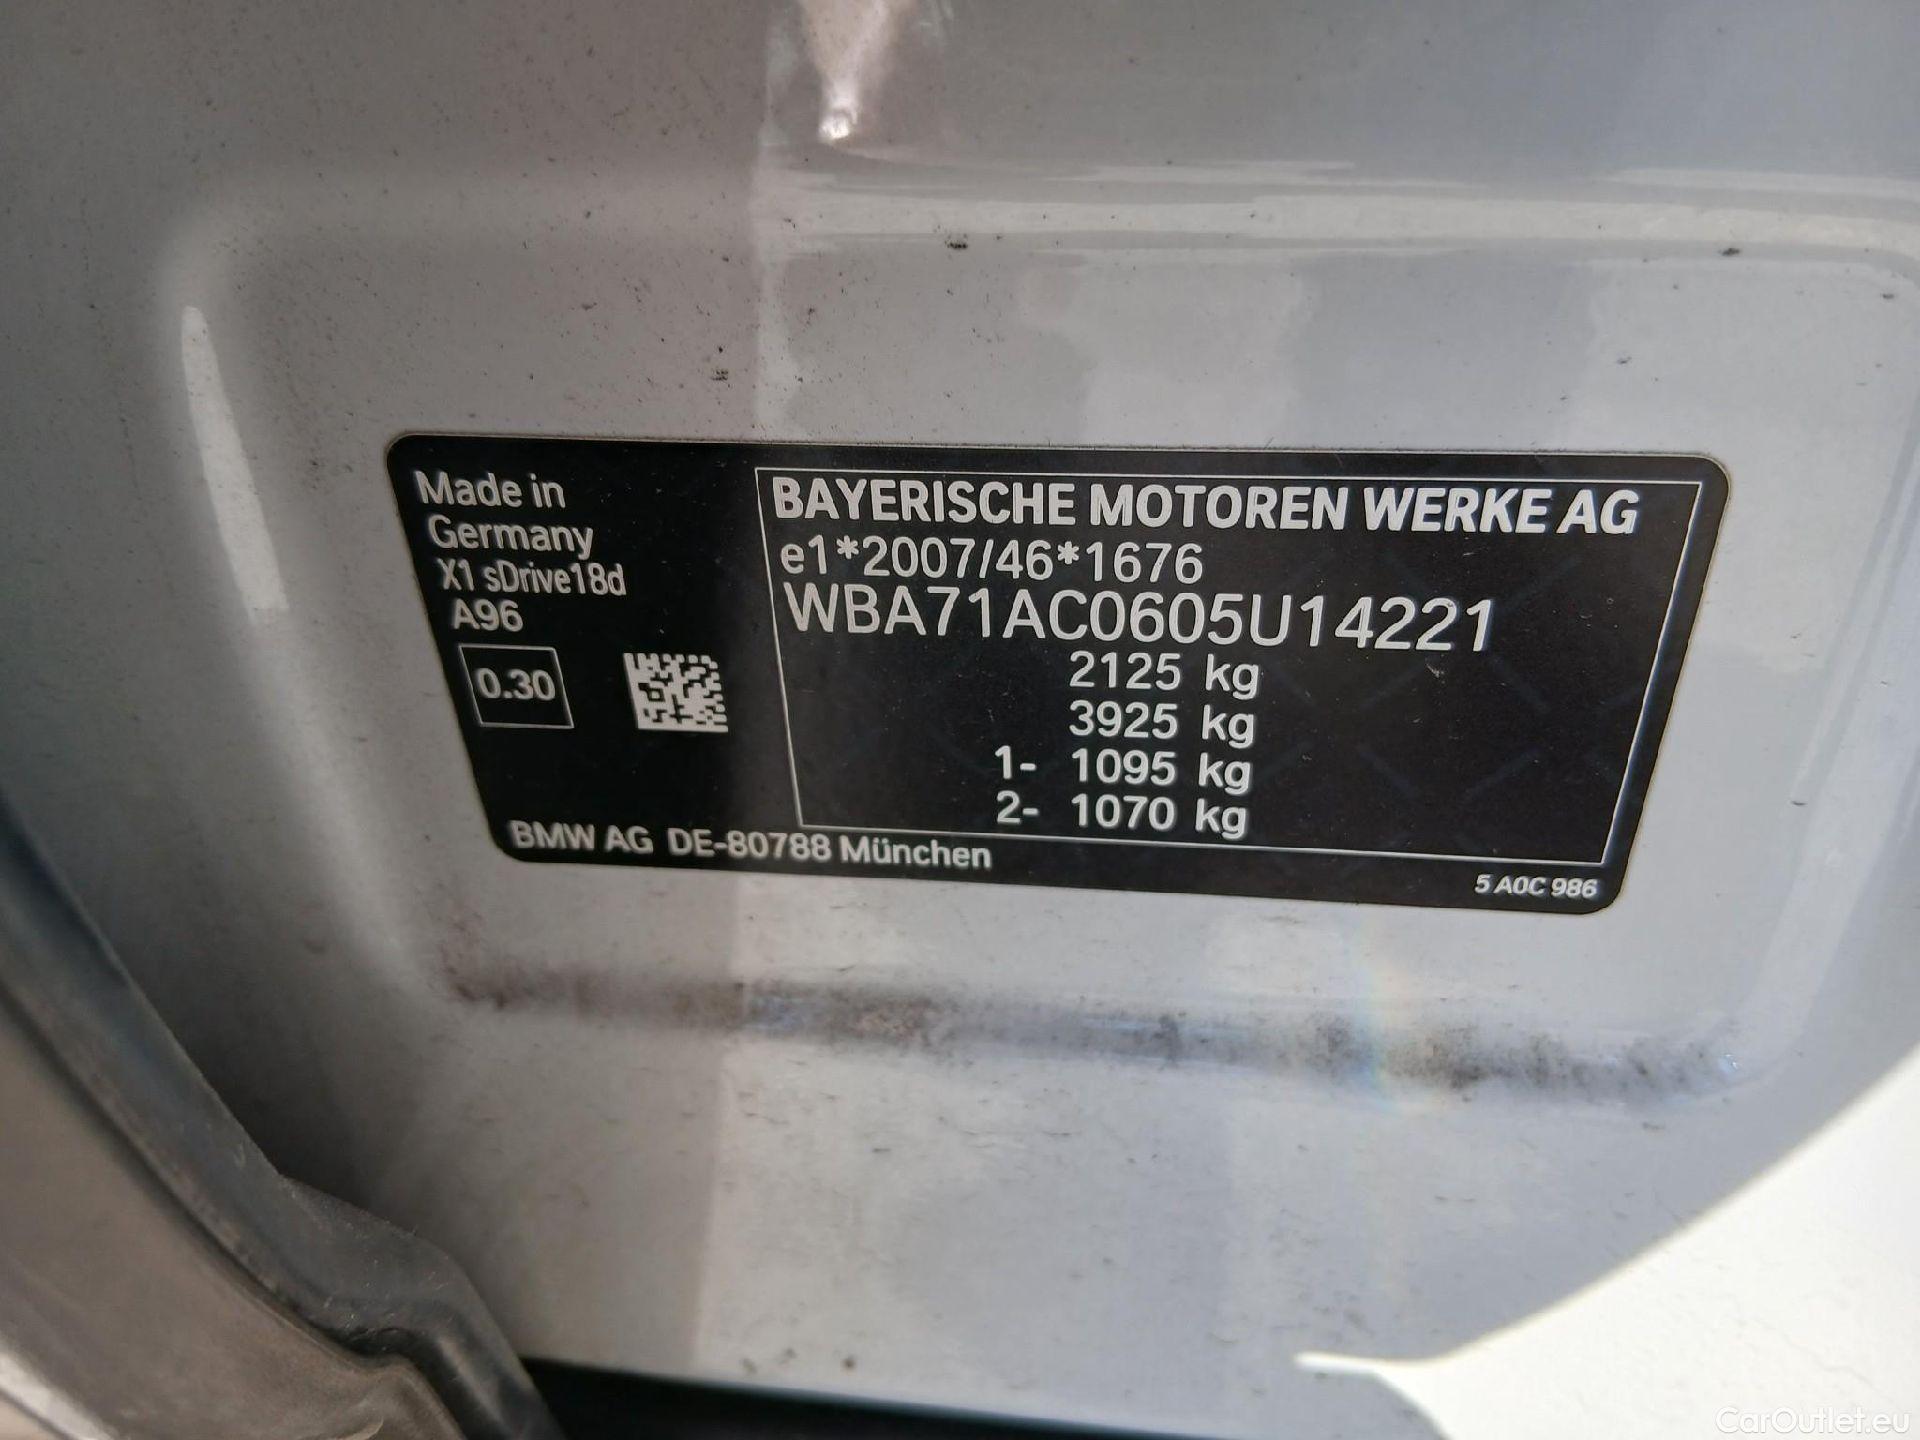 Made in
Germany
X1 sDrive18d
A96
0.30
BAYERISCHE MOTOREN WERKE AG
e1*2007/46*1676
WBA71AC0605U14221
2125 kg
3925 kg
1- 1095 kg
2- 1070 kg
BMW AG DE-80788 München
5 A0C 986
CarOutlet.eu